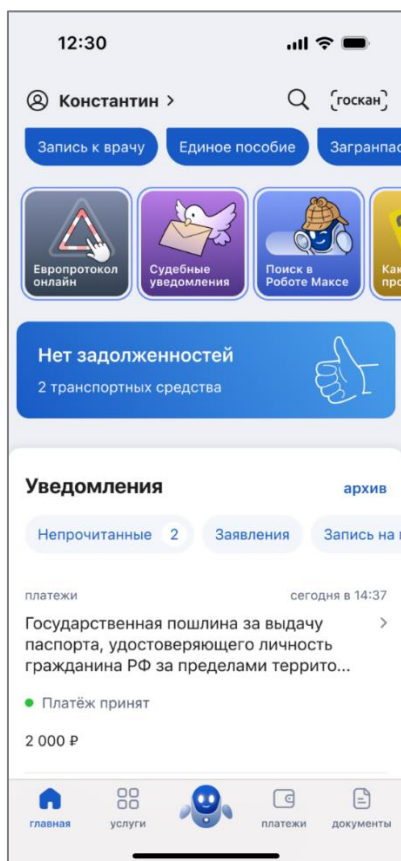 12:30
Константин >
госкан
Запись к врачу
Единое пособие
Загранпас
Европротокол
онлайн
Судебные
уведомления
Поиск в
Роботе Максе
Как
про
Нет задолженностей
2 транспортных средства
Уведомления
архив
Непрочитанные 2
Заявления
Запись на
платежи
сегодня в 14:37
Государственная пошлина за выдачу
паспорта, удостоверяющего личность
гражданина РФ за пределами террито...
Платёж принят
2 000 ₽
главная
услуги
платежи
документы